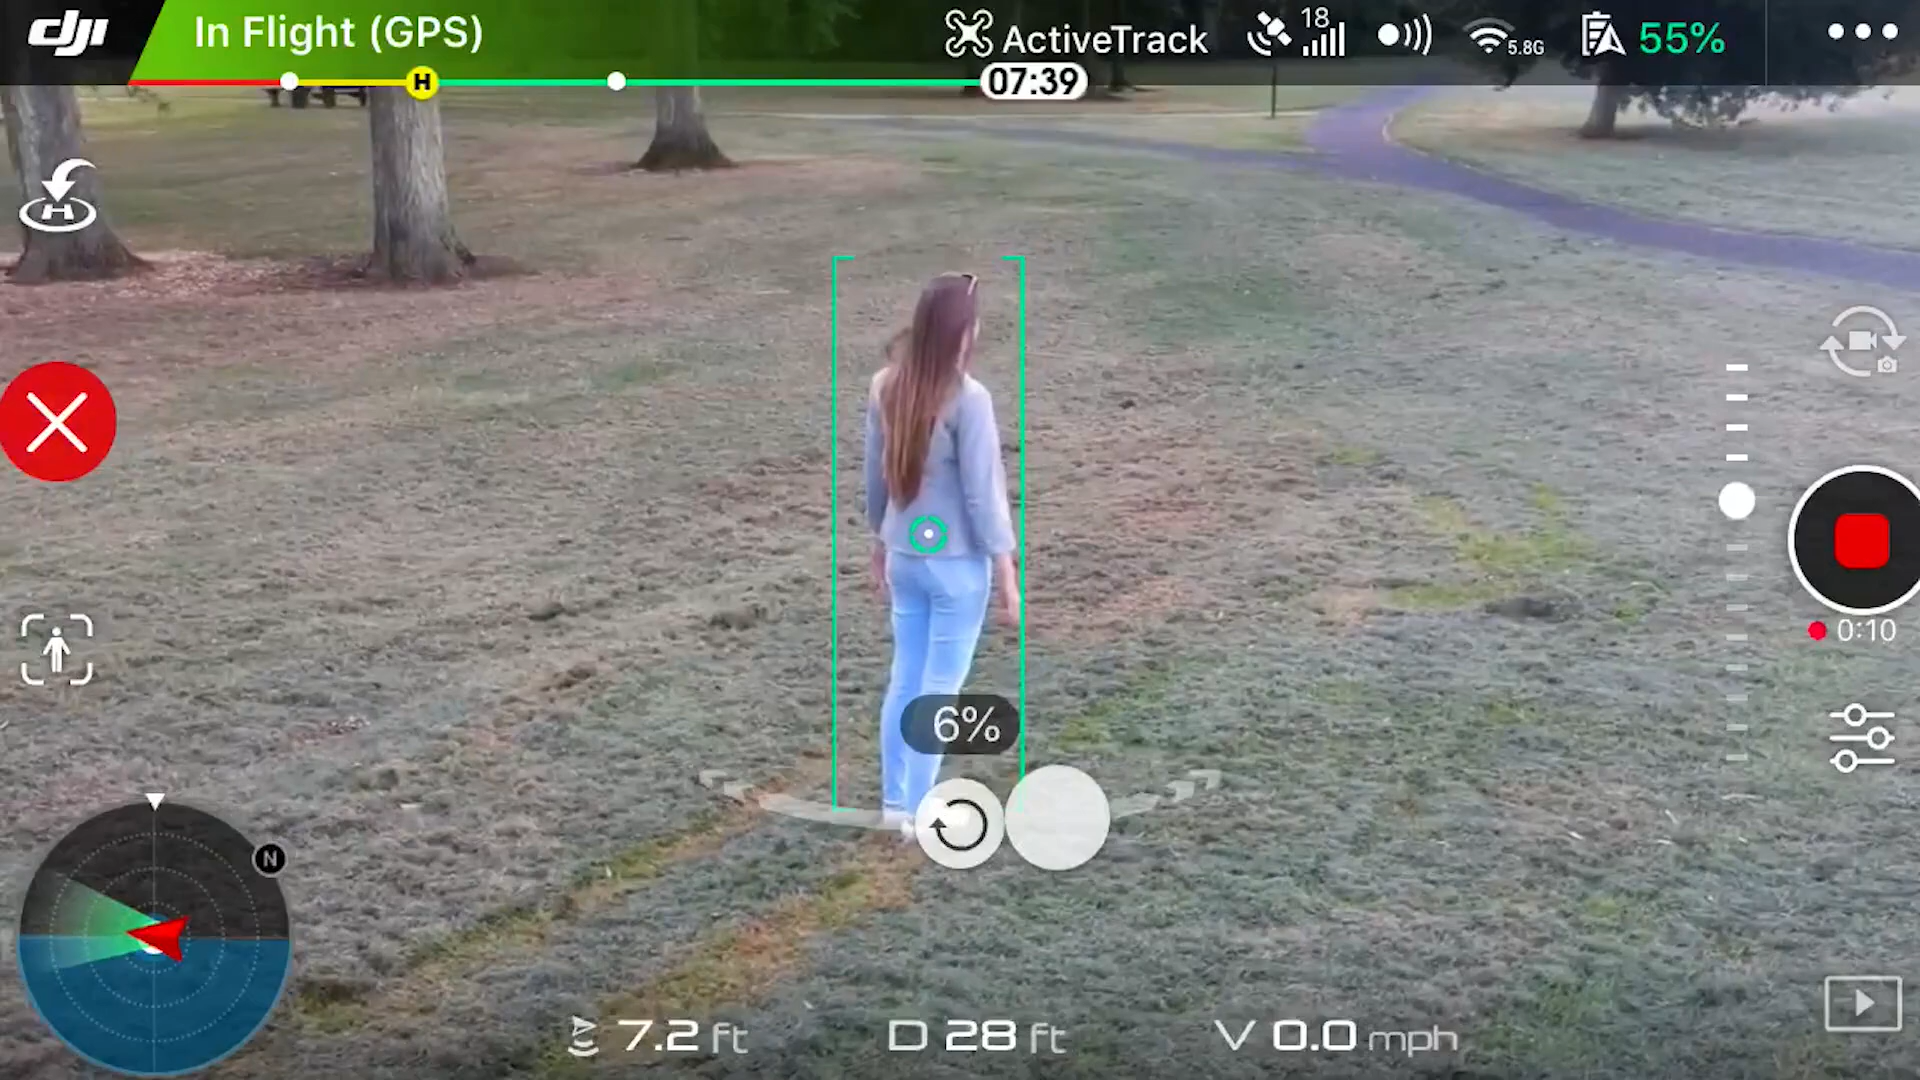 dji In Flight (GPS) ActiveTrack 18 5.8G 55%
H 07:39
H
6%
0:10
N
7.2 ft D 28 ft V 0.0 mph